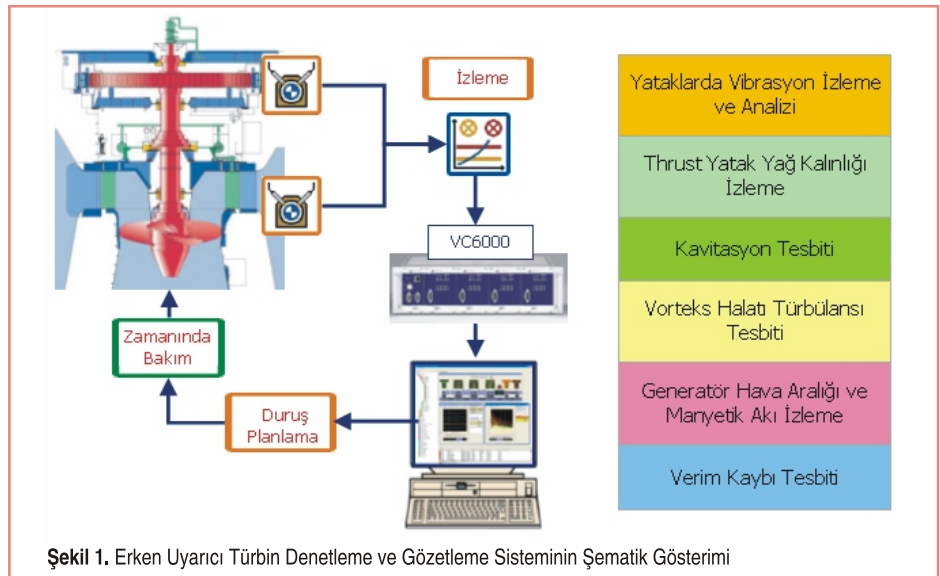 İzleme
VC6000
Zamanında
Bakım
Duruş
Planlama
Yataklarda Vibrasyon İzleme
ve Analizi
Thrust Yatak Yağ Kalınlığı
İzleme
Kavitasyon Tesbiti
Vorteks Halatı Türbülansı
Tesbiti
Generatör Hava Aralığı ve
Manyetik Akı İzleme
Verim Kaybı Tesbiti
Şekil 1. Erken Uyarıcı Türbin Denetleme ve Gözetleme Sisteminin Şematik Gösterimi